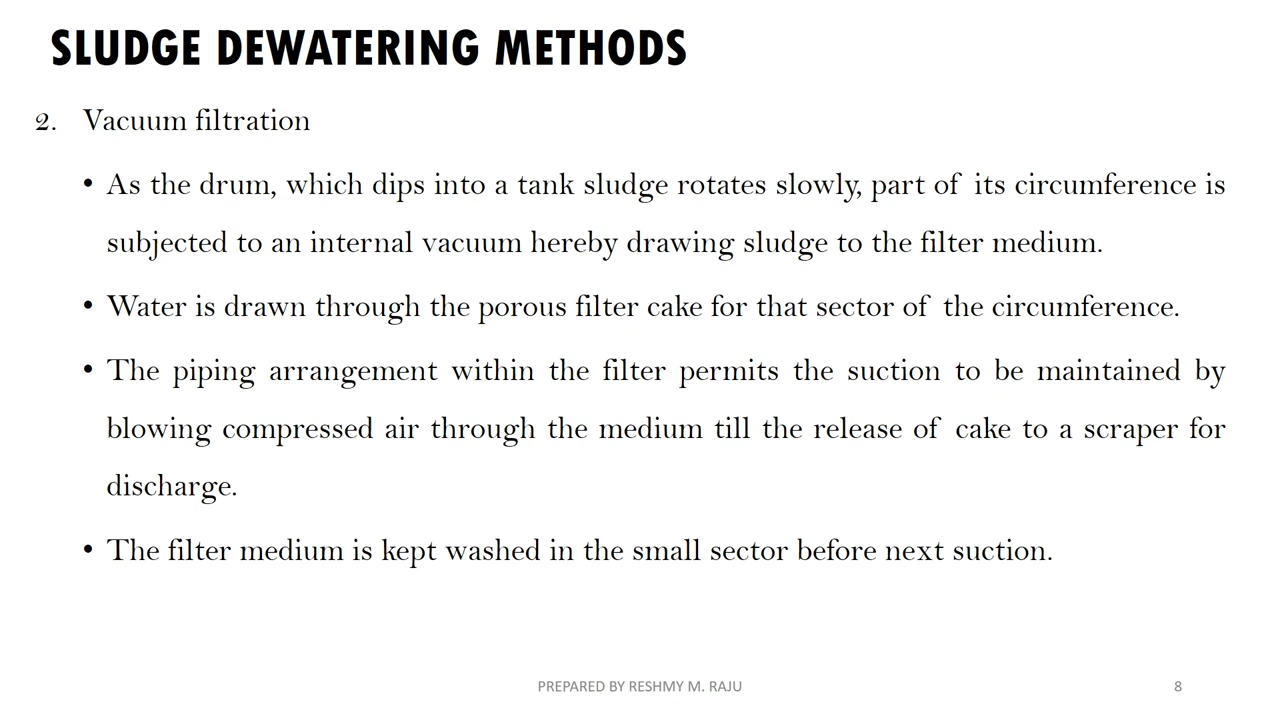 SLUDGE DEWATERING METHODS
2. Vacuum filtration
• As the drum, which dips into a tank sludge rotates slowly, part of its circumference is
subjected to an internal vacuum hereby drawing sludge to the filter medium.
• Water is drawn through the porous filter cake for that sector of the circumference.
• The piping arrangement within the filter permits the suction to be maintained by
blowing compressed air through the medium till the release of cake to a scraper for
discharge.
• The filter medium is kept washed in the small sector before next suction.
PREPARED BY RESHMY M. RAJU
8